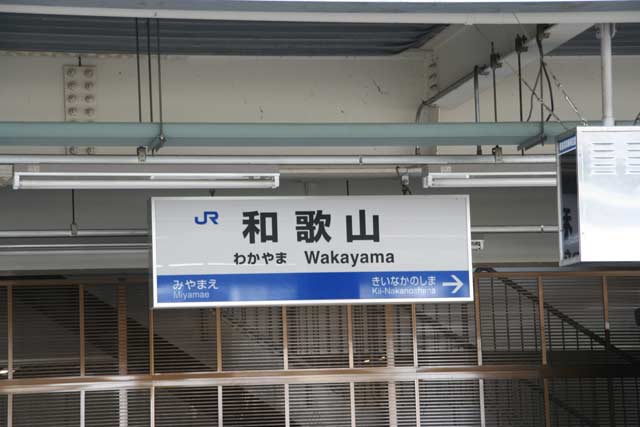 JR 和歌山
わかやま Wakayama
みやまえ きいなかのしま →
Miyamae Kii-Nakanoshima